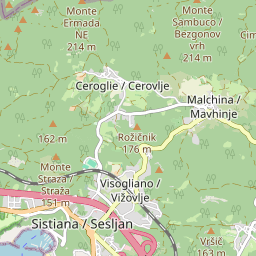 Monte
Ermada
NE
214 m
Monte
Sambuco /
Bezgonov
vrh
214 m
Ceroglie / Cerovlje
Malchina /
Mavhinje
Rožičnik
176 m
162 m
Monte
Straza /
Straža
151 m
Visogliano /
Vižovlje
Sistiana / Sesljan
Vršič
163 m